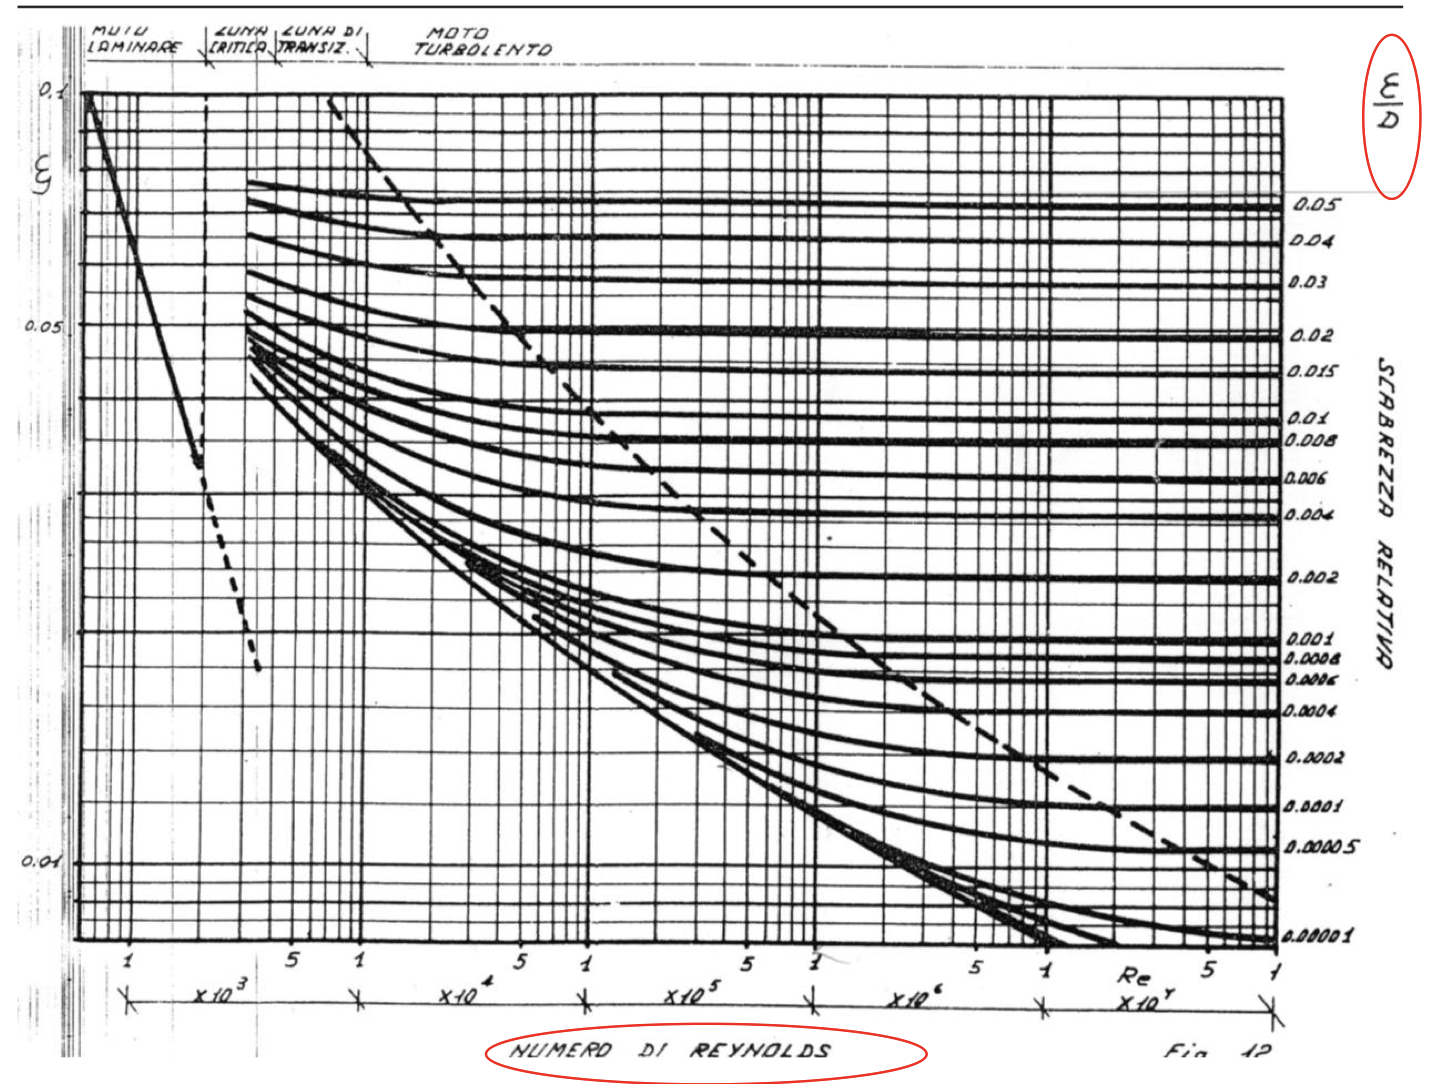 MOTO ZONA ZONA DI MOTO
LAMINARE CRITICA TRANSIZ. TURBOLENTO
0.1
ε/D
0.05
0.04
0.03
0.05
0.02
0.015
0.01
0.008
0.006
0.004
0.002
0.001
0.0008
0.0006
0.0004
0.0002
0.0001
0.01
0.00005
0.00001
SCABREZZA RELATIVA
1 5 1 5 1 5 1 5 1 Re 5 1
x10³ x10⁴ x10⁵ x10⁶ x10⁷
NUMERO DI REYNOLDS
Fig 12